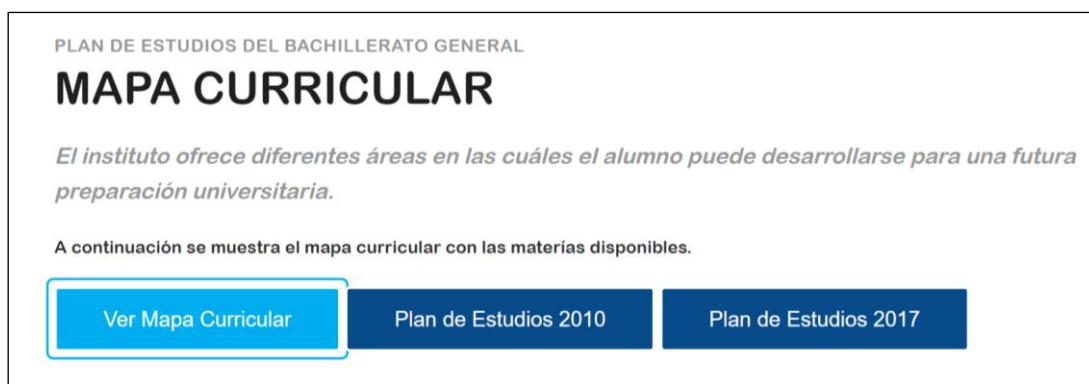 PLAN DE ESTUDIOS DEL BACHILLERATO GENERAL
MAPA CURRICULAR
El instituto ofrece diferentes áreas en las cuáles el alumno puede desarrollarse para una futura
preparación universitaria.
A continuación se muestra el mapa curricular con las materías disponibles.
Ver Mapa Curricular
Plan de Estudios 2010
Plan de Estudios 2017